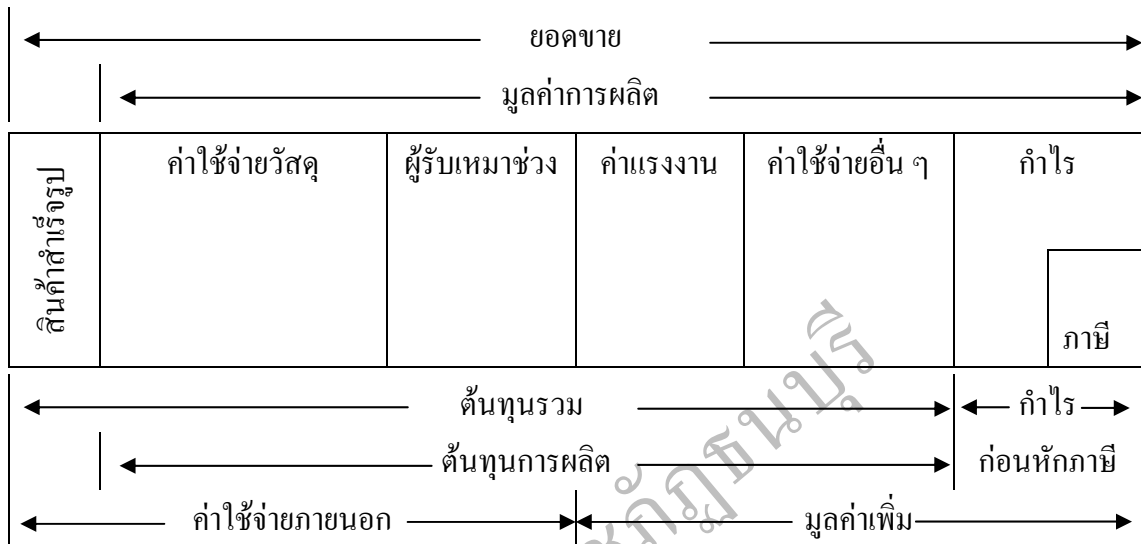 ยอดขาย
มูลค่าการผลิต
สินค้าสำเร็จรูป
ค่าใช้จ่ายวัสดุ
ผู้รับเหมาช่วง
ค่าแรงงาน
ค่าใช้จ่ายอื่น ๆ
กำไร
ภาษี
ต้นทุนรวม
กำไร
ต้นทุนการผลิต
ก่อนหักภาษี
ค่าใช้จ่ายภายนอก
มูลค่าเพิ่ม